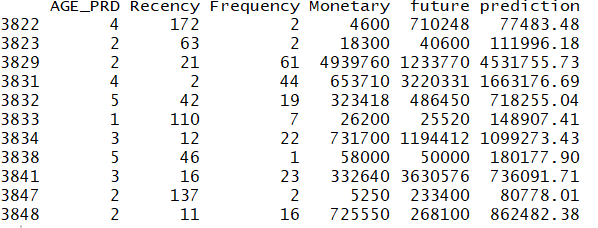 AGE_PRD Recency Frequency Monetary future prediction
3822 4 172 2 4600 710248 77483.48
3823 2 63 2 18300 40600 111996.18
3829 2 21 61 4939760 1233770 4531755.73
3831 4 2 44 653710 3220331 1663176.69
3832 5 42 19 323418 486450 718255.04
3833 1 110 7 26200 25520 148907.41
3834 3 12 22 731700 1194412 1099273.43
3838 5 46 1 58000 50000 180177.90
3841 3 16 23 332640 3630576 736091.71
3847 2 137 2 5250 233400 80778.01
3848 2 11 16 725550 268100 862482.38